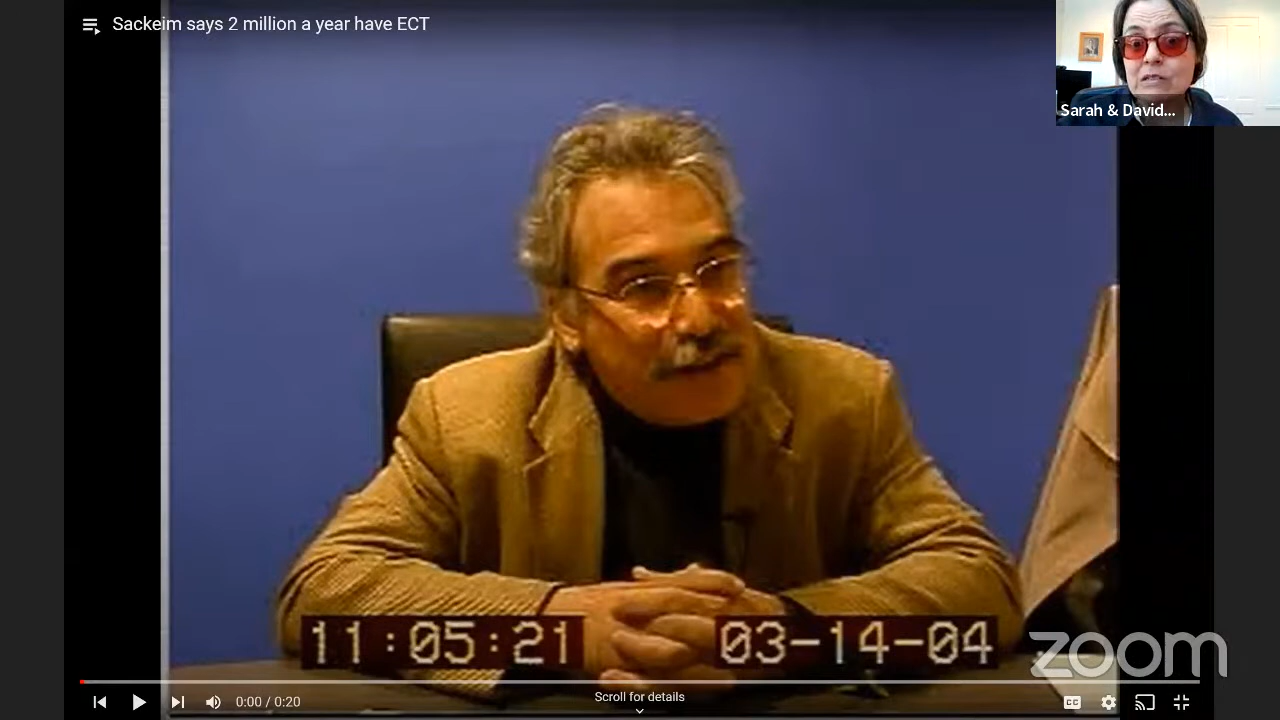 Sackeim says 2 million a year have ECT
Sarah & David...
11:05:21
03-14-04
zoom
0:00 / 0:20
Scroll for details
CC